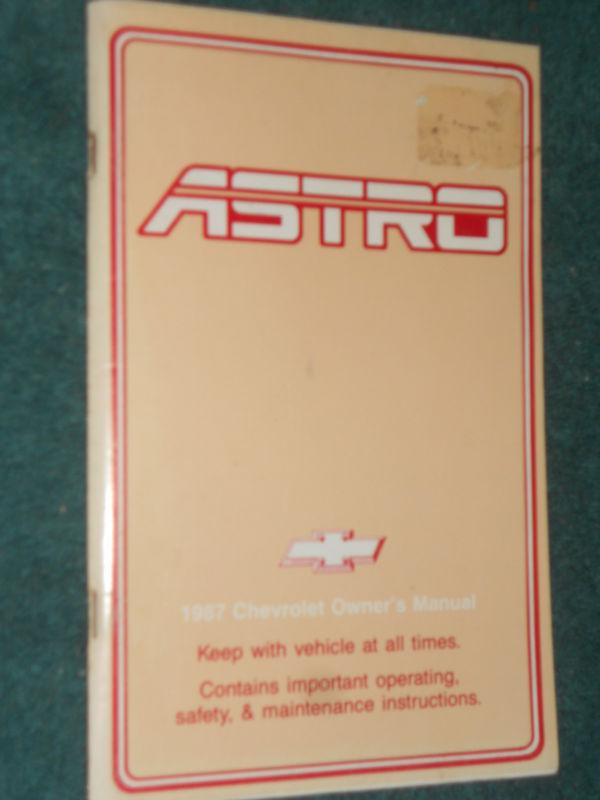 ASTRO
1987 Chevrolet Owner's Manual
Keep with vehicle at all times.
Contains important operating,
safety, & maintenance instructions.